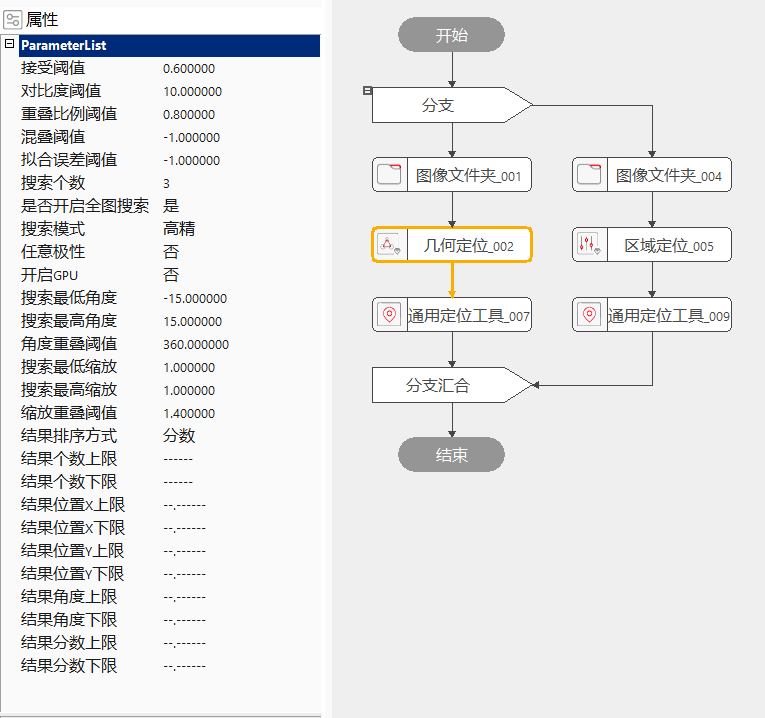 属性
ParameterList
接受阈值 0.600000
对比度阈值 10.000000
重叠比例阈值 0.800000
混叠阈值 -1.000000
拟合误差阈值 -1.000000
搜索个数 3
是否开启全图搜索 是
搜索模式 高精
任意极性 否
开启GPU 否
搜索最低角度 -15.000000
搜索最高角度 15.000000
角度重叠阈值 360.000000
搜索最低缩放 1.000000
搜索最高缩放 1.000000
缩放重叠阈值 1.400000
结果排序方式 分数
结果个数上限 ------
结果个数下限 ------
结果位置X上限 --.------
结果位置X下限 --.------
结果位置Y上限 --.------
结果位置Y下限 --.------
结果角度上限 --.------
结果角度下限 --.------
结果分数上限 --.------
结果分数下限 --.------
开始
分支
图像文件夹_001 图像文件夹_004
几何定位_002 区域定位_005
通用定位工具_007 通用定位工具_009
分支汇合
结束